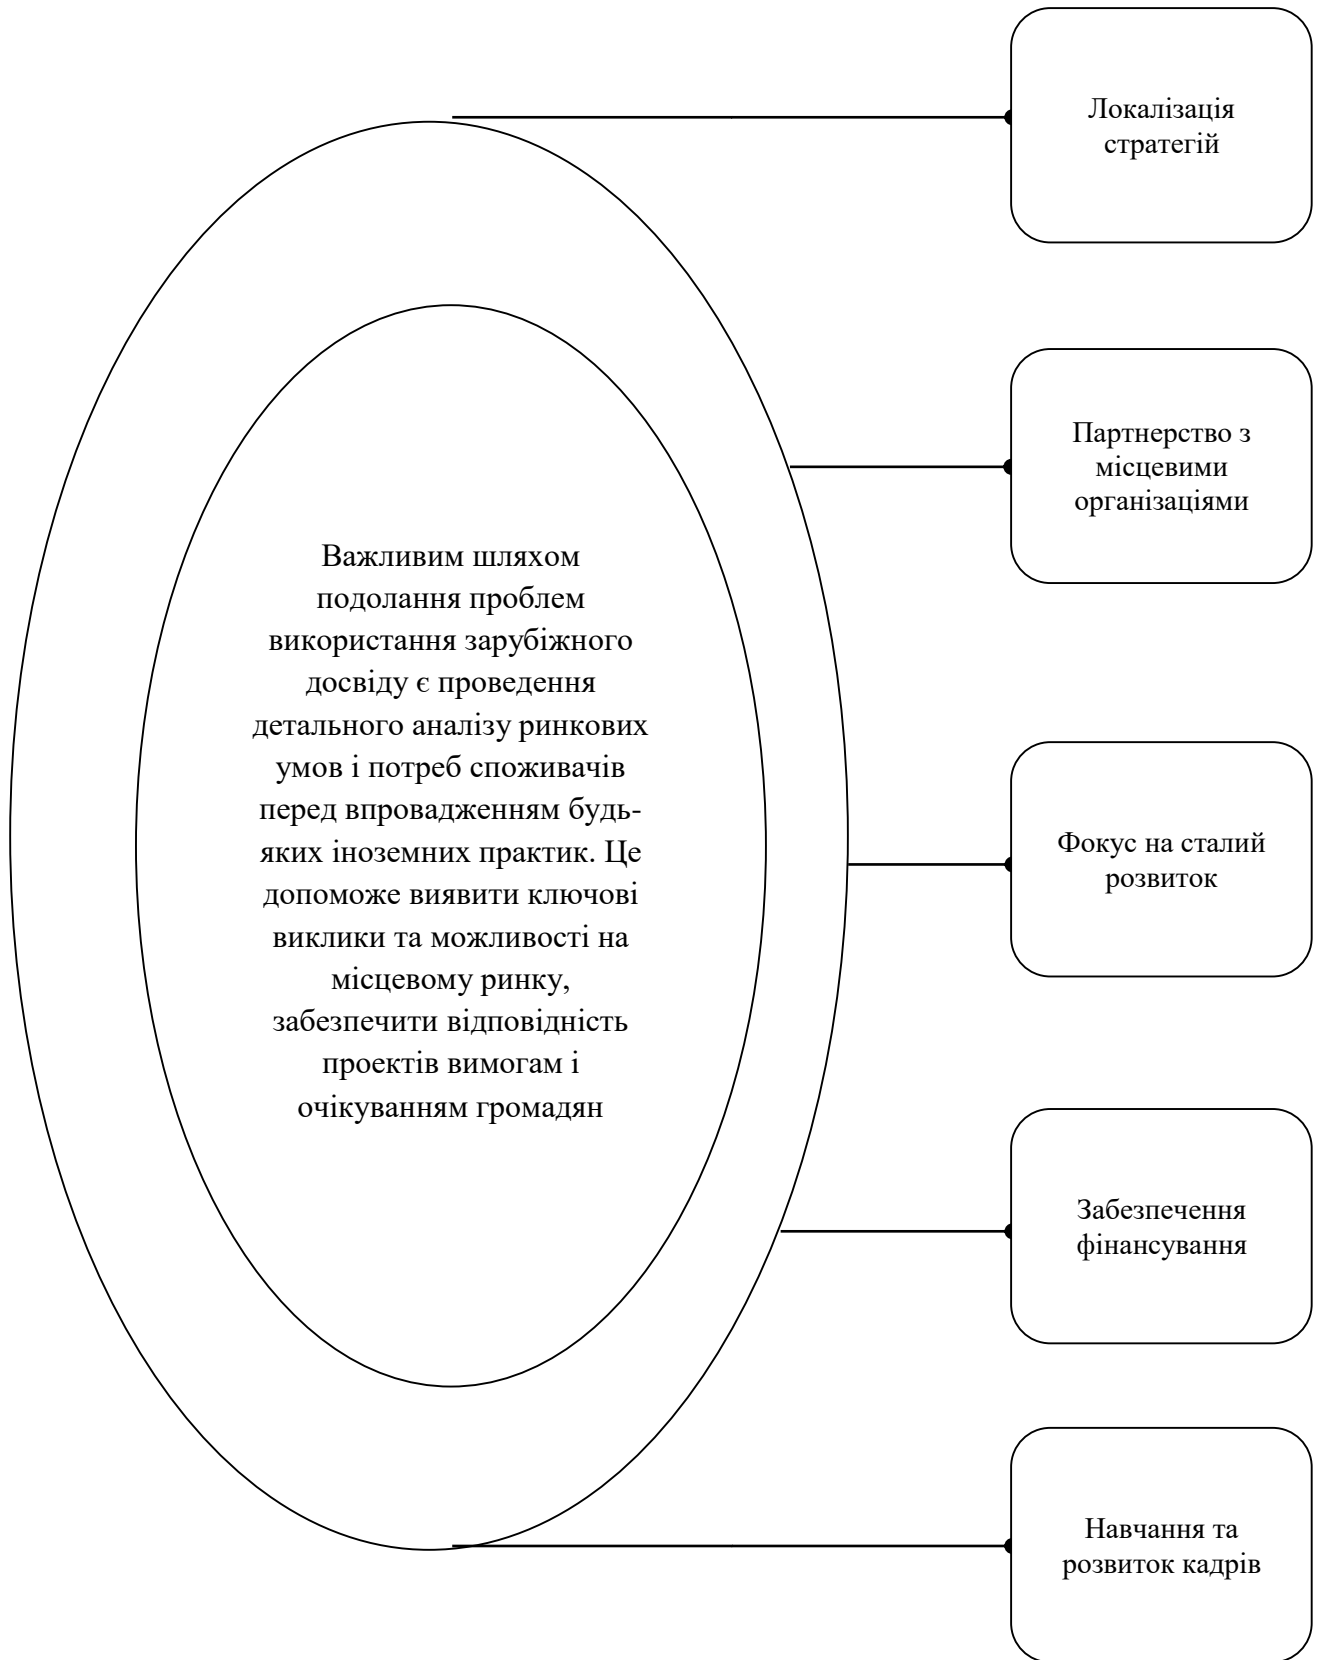 Локалізація
стратегій
Партнерство з
місцевими
організаціями
Важливим шляхом
подолання проблем
використання зарубіжного
досвіду є проведення
детального аналізу ринкових
умов і потреб споживачів
перед впровадженням будь-
яких іноземних практик. Це
допоможе виявити ключові
виклики та можливості на
місцевому ринку,
забезпечити відповідність
проектів вимогам і
очікуванням громадян
Фокус на сталий
розвиток
Забезпечення
фінансування
Навчання та
розвиток кадрів